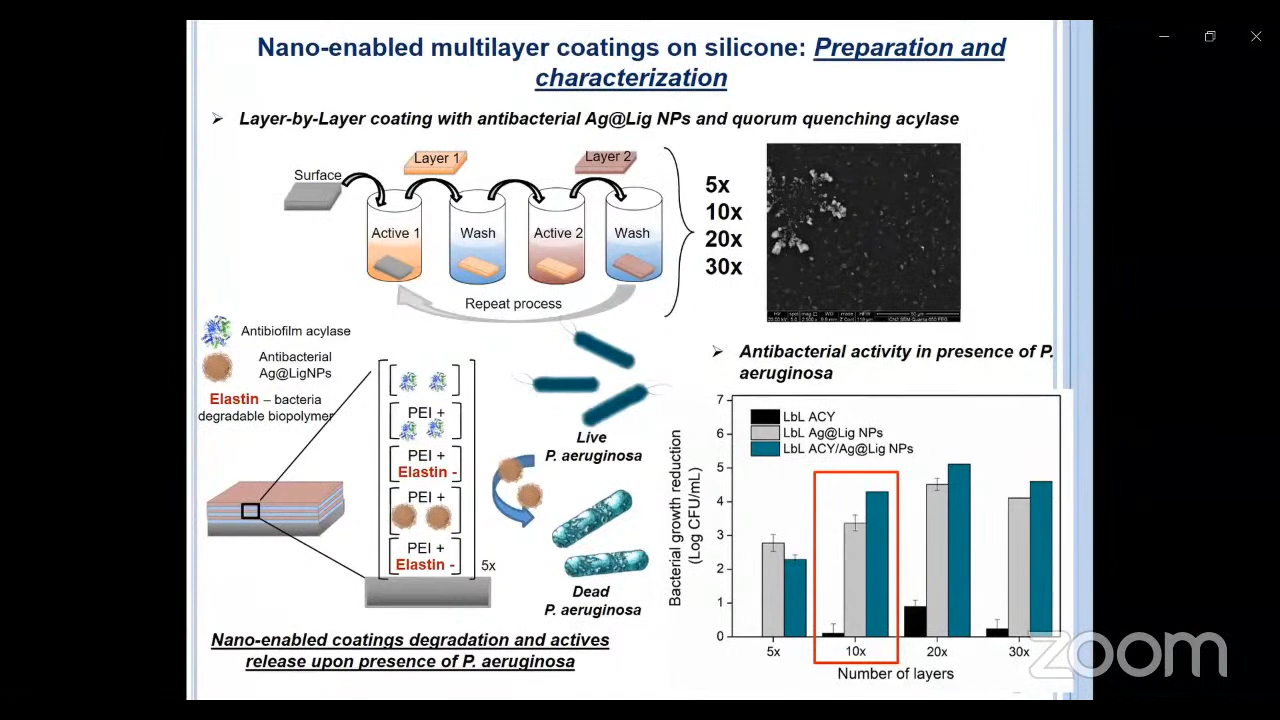 Nano-enabled multilayer coatings on silicone: Preparation and
characterization
➢ Layer-by-Layer coating with antibacterial Ag@Lig NPs and quorum quenching acylase
Surface
Layer 1
Layer 2
Active 1
Wash
Active 2
Wash
Repeat process
5x
10x
20x
30x
Antibiofilm acylase
Antibacterial
Ag@LigNPs
Elastin – bacteria
degradable biopolymer
PEI +
PEI +
Elastin -
PEI +
PEI +
Elastin -
5x
Live
P. aeruginosa
Dead
P. aeruginosa
Nano-enabled coatings degradation and actives
release upon presence of P. aeruginosa
➢ Antibacterial activity in presence of P.
aeruginosa
Bacterial growth reduction
(Log CFU/mL)
7
6
5
4
3
2
1
0
LbL ACY
LbL Ag@Lig NPs
LbL ACY/Ag@Lig NPs
5x
10x
20x
30x
Number of layers
zoom